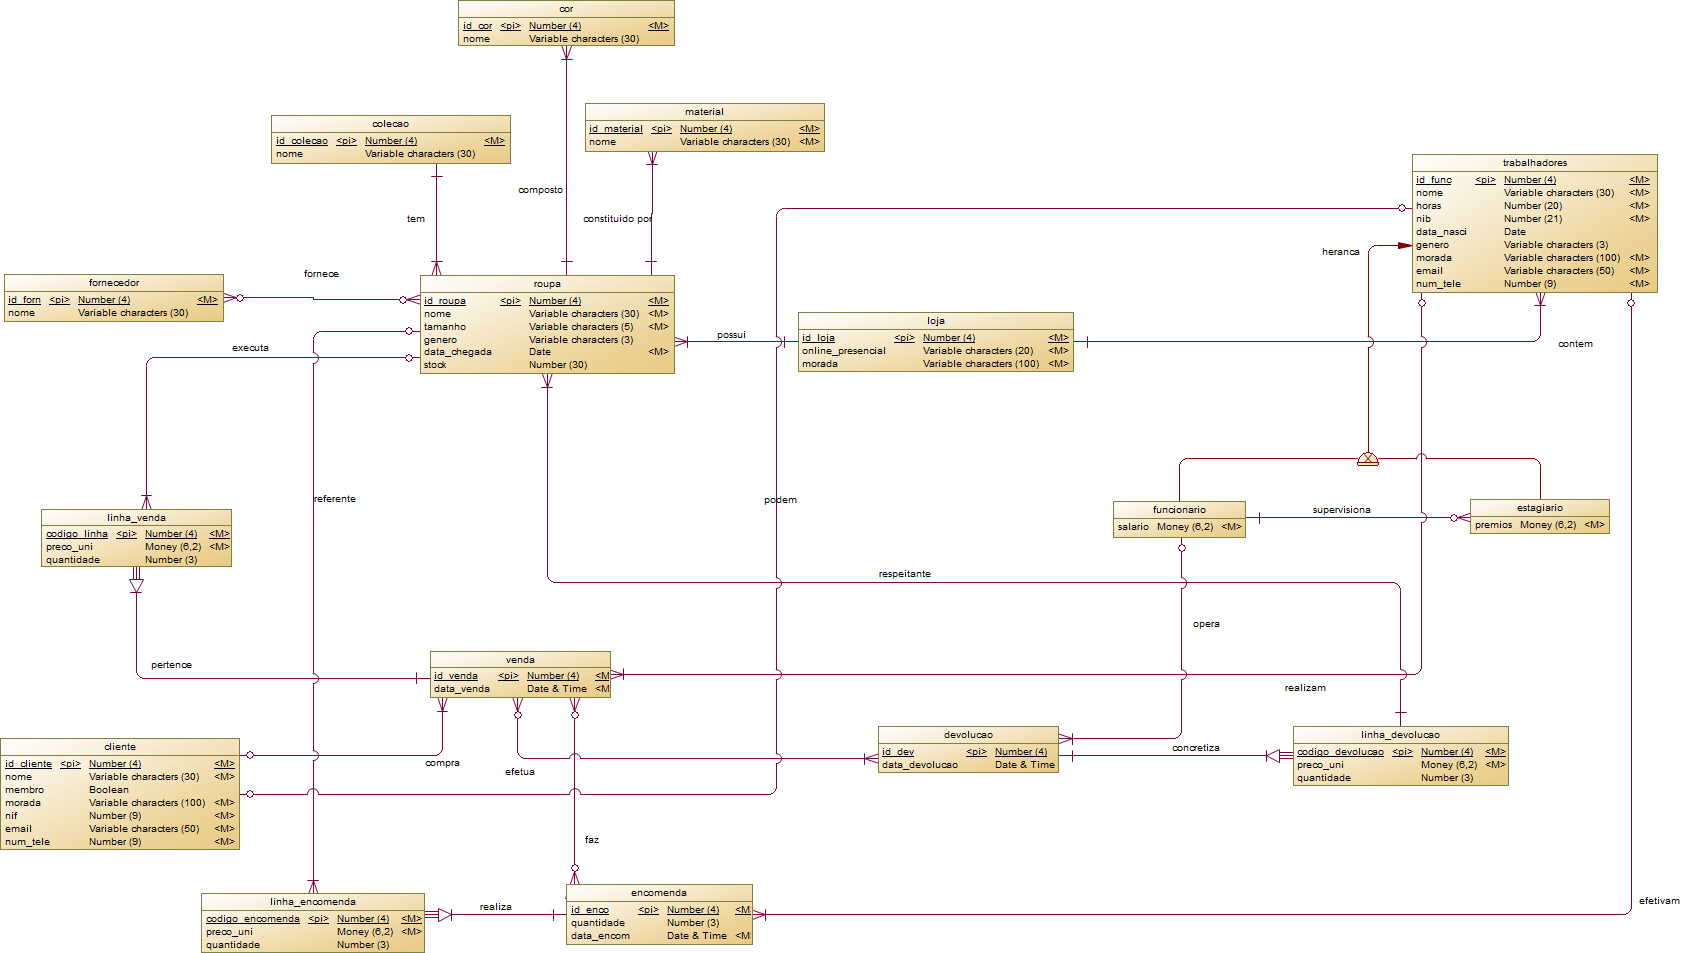 cor
id_cor <pi> Number (4) <M>
nome Variable characters (30)
colecao
id_colecao <pi> Number (4) <M>
nome Variable characters (30)
material
id_material <pi> Number (4) <M>
nome Variable characters (30) <M>
trabalhadores
id_func <pi> Number (4) <M>
nome Variable characters (30) <M>
horas Number (20) <M>
nib Number (21) <M>
data_nasci Date
genero Variable characters (3)
morada Variable characters (100) <M>
email Variable characters (50) <M>
num_tele Number (9) <M>
composto
tem
constituido por
heranca
fornece
fornecedor
id_forn <pi> Number (4) <M>
nome Variable characters (30)
roupa
id_roupa <pi> Number (4) <M>
nome Variable characters (30) <M>
tamanho Variable characters (5) <M>
genero Variable characters (3)
data_chegada Date <M>
stock Number (30)
possui
loja
id_loja <pi> Number (4) <M>
online_presencial Variable characters (20) <M>
morada Variable characters (100) <M>
contem
executa
referente
podem
linha_venda
codigo_linha <pi> Number (4) <M>
preco_uni Money (6,2) <M>
quantidade Number (3)
funcionario
salario Money (6,2) <M>
supervisiona
estagiario
premios Money (6,2) <M>
respeitante
opera
pertence
venda
id_venda <pi> Number (4) <M
data_venda Date & Time <M
realizam
cliente
id_cliente <pi> Number (4) <M>
nome Variable characters (30) <M>
membro Boolean
morada Variable characters (100) <M>
nif Number (9) <M>
email Variable characters (50) <M>
num_tele Number (9) <M>
compra
efetua
devolucao
id_dev <pi> Number (4)
data_devolucao Date & Time
concretiza
linha_devolucao
codigo_devolucao <pi> Number (4) <M>
preco_uni Money (6,2) <M>
quantidade Number (3)
faz
linha_encomenda
codigo_encomenda <pi> Number (4) <M>
preco_uni Money (6,2) <M>
quantidade Number (3)
realiza
encomenda
id_enco <pi> Number (4) <M
quantidade Number (3)
data_encom Date & Time <M
efetivam